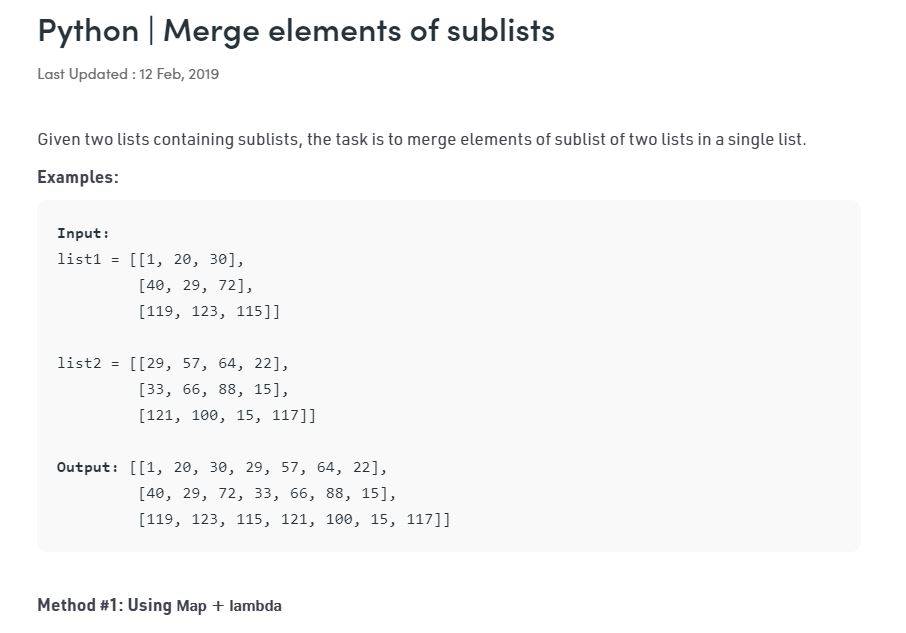 Python | Merge elements of sublists
Last Updated : 12 Feb, 2019
Given two lists containing sublists, the task is to merge elements of sublist of two lists in a single list.
Examples:
Input:
list1 = [[1, 20, 30],
[40, 29, 72],
[119, 123, 115]]
list2 = [[29, 57, 64, 22],
[33, 66, 88, 15],
[121, 100, 15, 117]]
Output: [[1, 20, 30, 29, 57, 64, 22],
[40, 29, 72, 33, 66, 88, 15],
[119, 123, 115, 121, 100, 15, 117]]
Method #1: Using Map + lambda